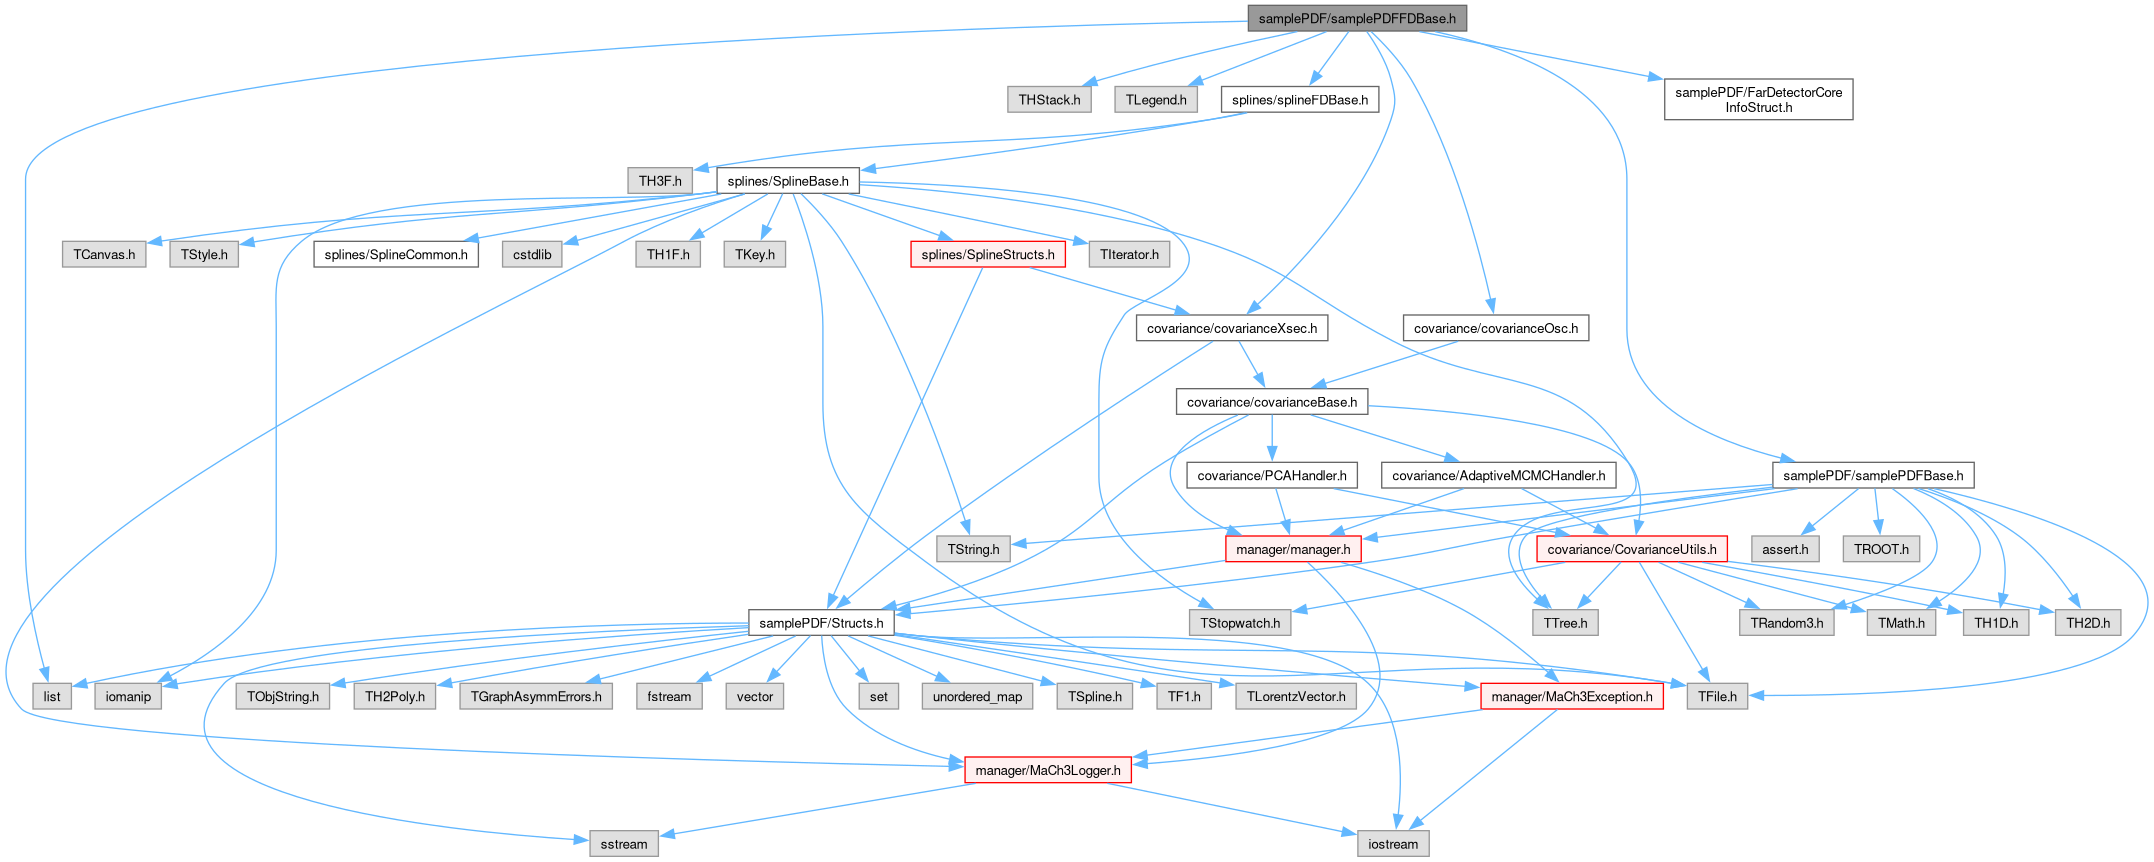 samplePDF/samplePDFFDBase.h
THStack.h
TLegend.h
splines/splineFDBase.h
samplePDF/FarDetectorCore
InfoStruct.h
TH3F.h
splines/SplineBase.h
TCanvas.h
TStyle.h
splines/SplineCommon.h
cstdlib
TH1F.h
TKey.h
splines/SplineStructs.h
TIterator.h
covariance/covarianceXsec.h
covariance/covarianceOsc.h
covariance/covarianceBase.h
covariance/PCAHandler.h
covariance/AdaptiveMCMCHandler.h
samplePDF/samplePDFBase.h
TString.h
manager/manager.h
covariance/CovarianceUtils.h
assert.h
TROOT.h
samplePDF/Structs.h
TStopwatch.h
TTree.h
TRandom3.h
TMath.h
TH1D.h
TH2D.h
list
iomanip
TObjString.h
TH2Poly.h
TGraphAsymmErrors.h
fstream
vector
set
unordered_map
TSpline.h
TF1.h
TLorentzVector.h
manager/MaCh3Exception.h
TFile.h
manager/MaCh3Logger.h
sstream
iostream